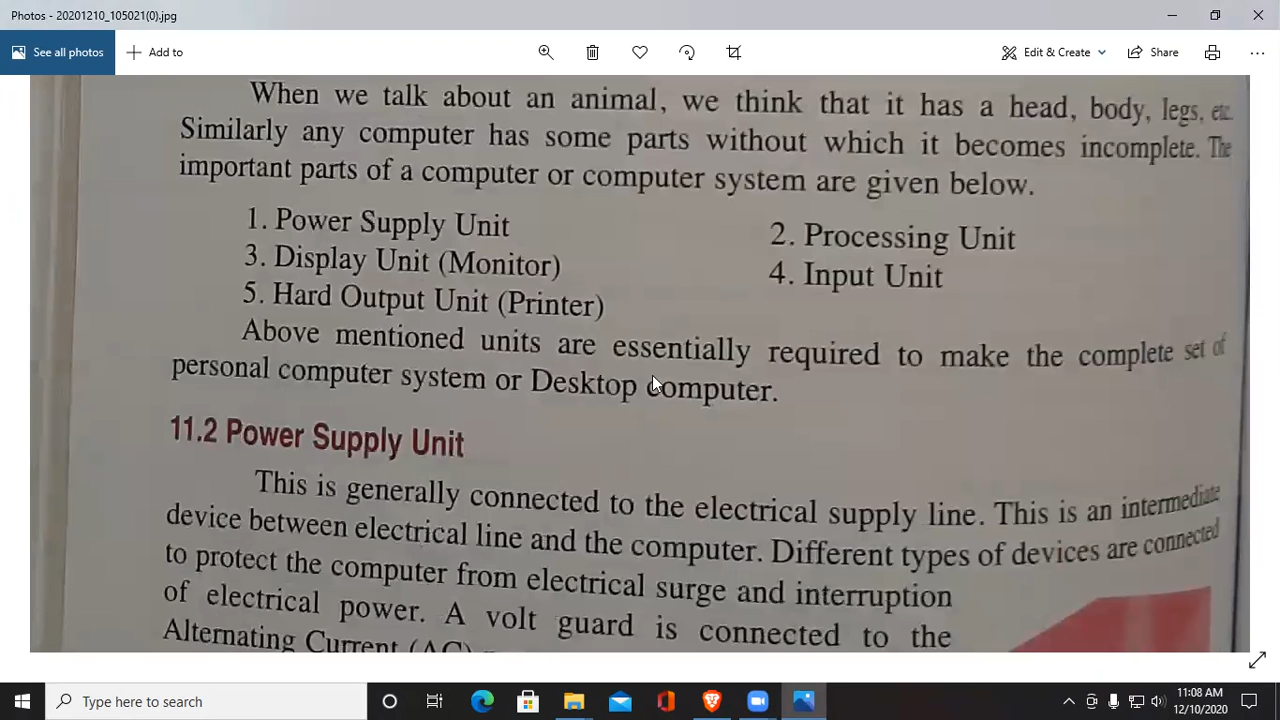 Photos - 20201210_105021(0).jpg
See all photos
Add to
Edit & Create
Share
When we talk about an animal, we think that it has a head, body, legs, etc.
Similarly any computer has some parts without which it becomes incomplete. The
important parts of a computer or computer system are given below.
1. Power Supply Unit
2. Processing Unit
3. Display Unit (Monitor)
4. Input Unit
5. Hard Output Unit (Printer)
Above mentioned units are essentially required to make the complete set of
personal computer system or Desktop computer.
11.2 Power Supply Unit
This is generally connected to the electrical supply line. This is an intermediate
device between electrical line and the computer. Different types of devices are connected
to protect the computer from electrical surge and interruption
of electrical power. A volt guard is connected to the
Alternating Current (AC)
Type here to search
11:08 AM
12/10/2020